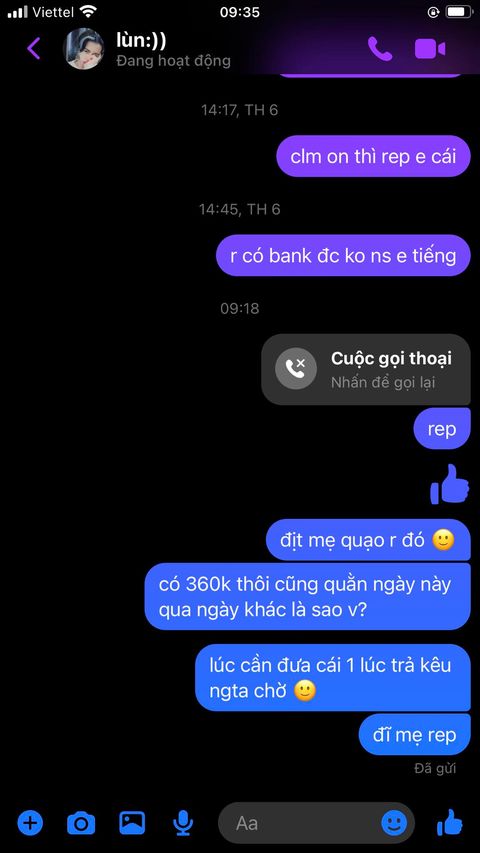 Viettel 09:35
lùn:))
Đang hoạt động
14:17, TH 6
clm on thì rep e cái
14:45, TH 6
r có bank đc ko ns e tiếng
09:18
Cuộc gọi thoại
Nhấn để gọi lại
rep
địt mẹ quạo r đó 🙂
có 360k thôi cũng quằn ngày này
qua ngày khác là sao v?
lúc cần đưa cái 1 lúc trả kêu
ngta chờ 🙂
đĩ mẹ rep
Đã gửi
Aa